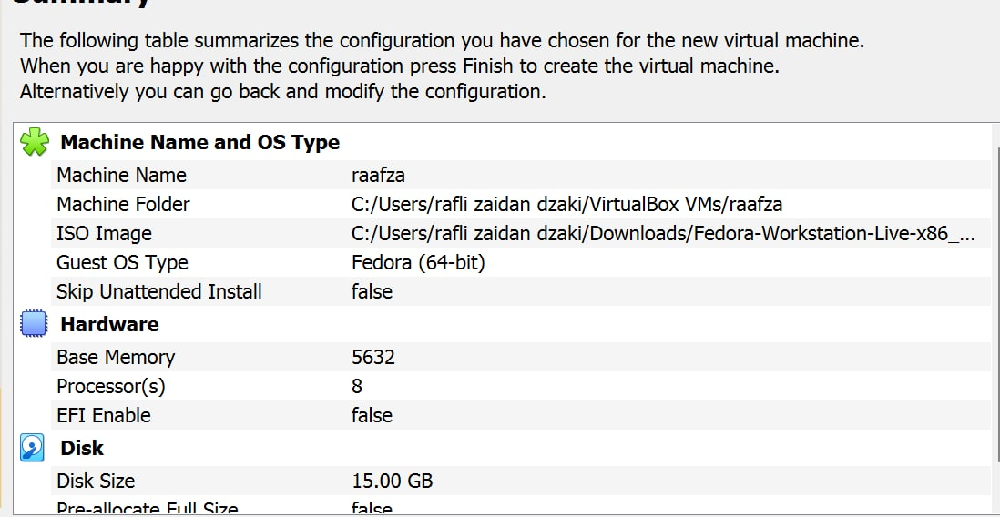 Summary
The following table summarizes the configuration you have chosen for the new virtual machine.
When you are happy with the configuration press Finish to create the virtual machine.
Alternatively you can go back and modify the configuration.
Machine Name and OS Type
Machine Name raafza
Machine Folder C:/Users/rafli zaidan dzaki/VirtualBox VMs/raafza
ISO Image C:/Users/rafli zaidan dzaki/Downloads/Fedora-Workstation-Live-x86_...
Guest OS Type Fedora (64-bit)
Skip Unattended Install false
Hardware
Base Memory 5632
Processor(s) 8
EFI Enable false
Disk
Disk Size 15.00 GB
Pre-allocate Full Size false